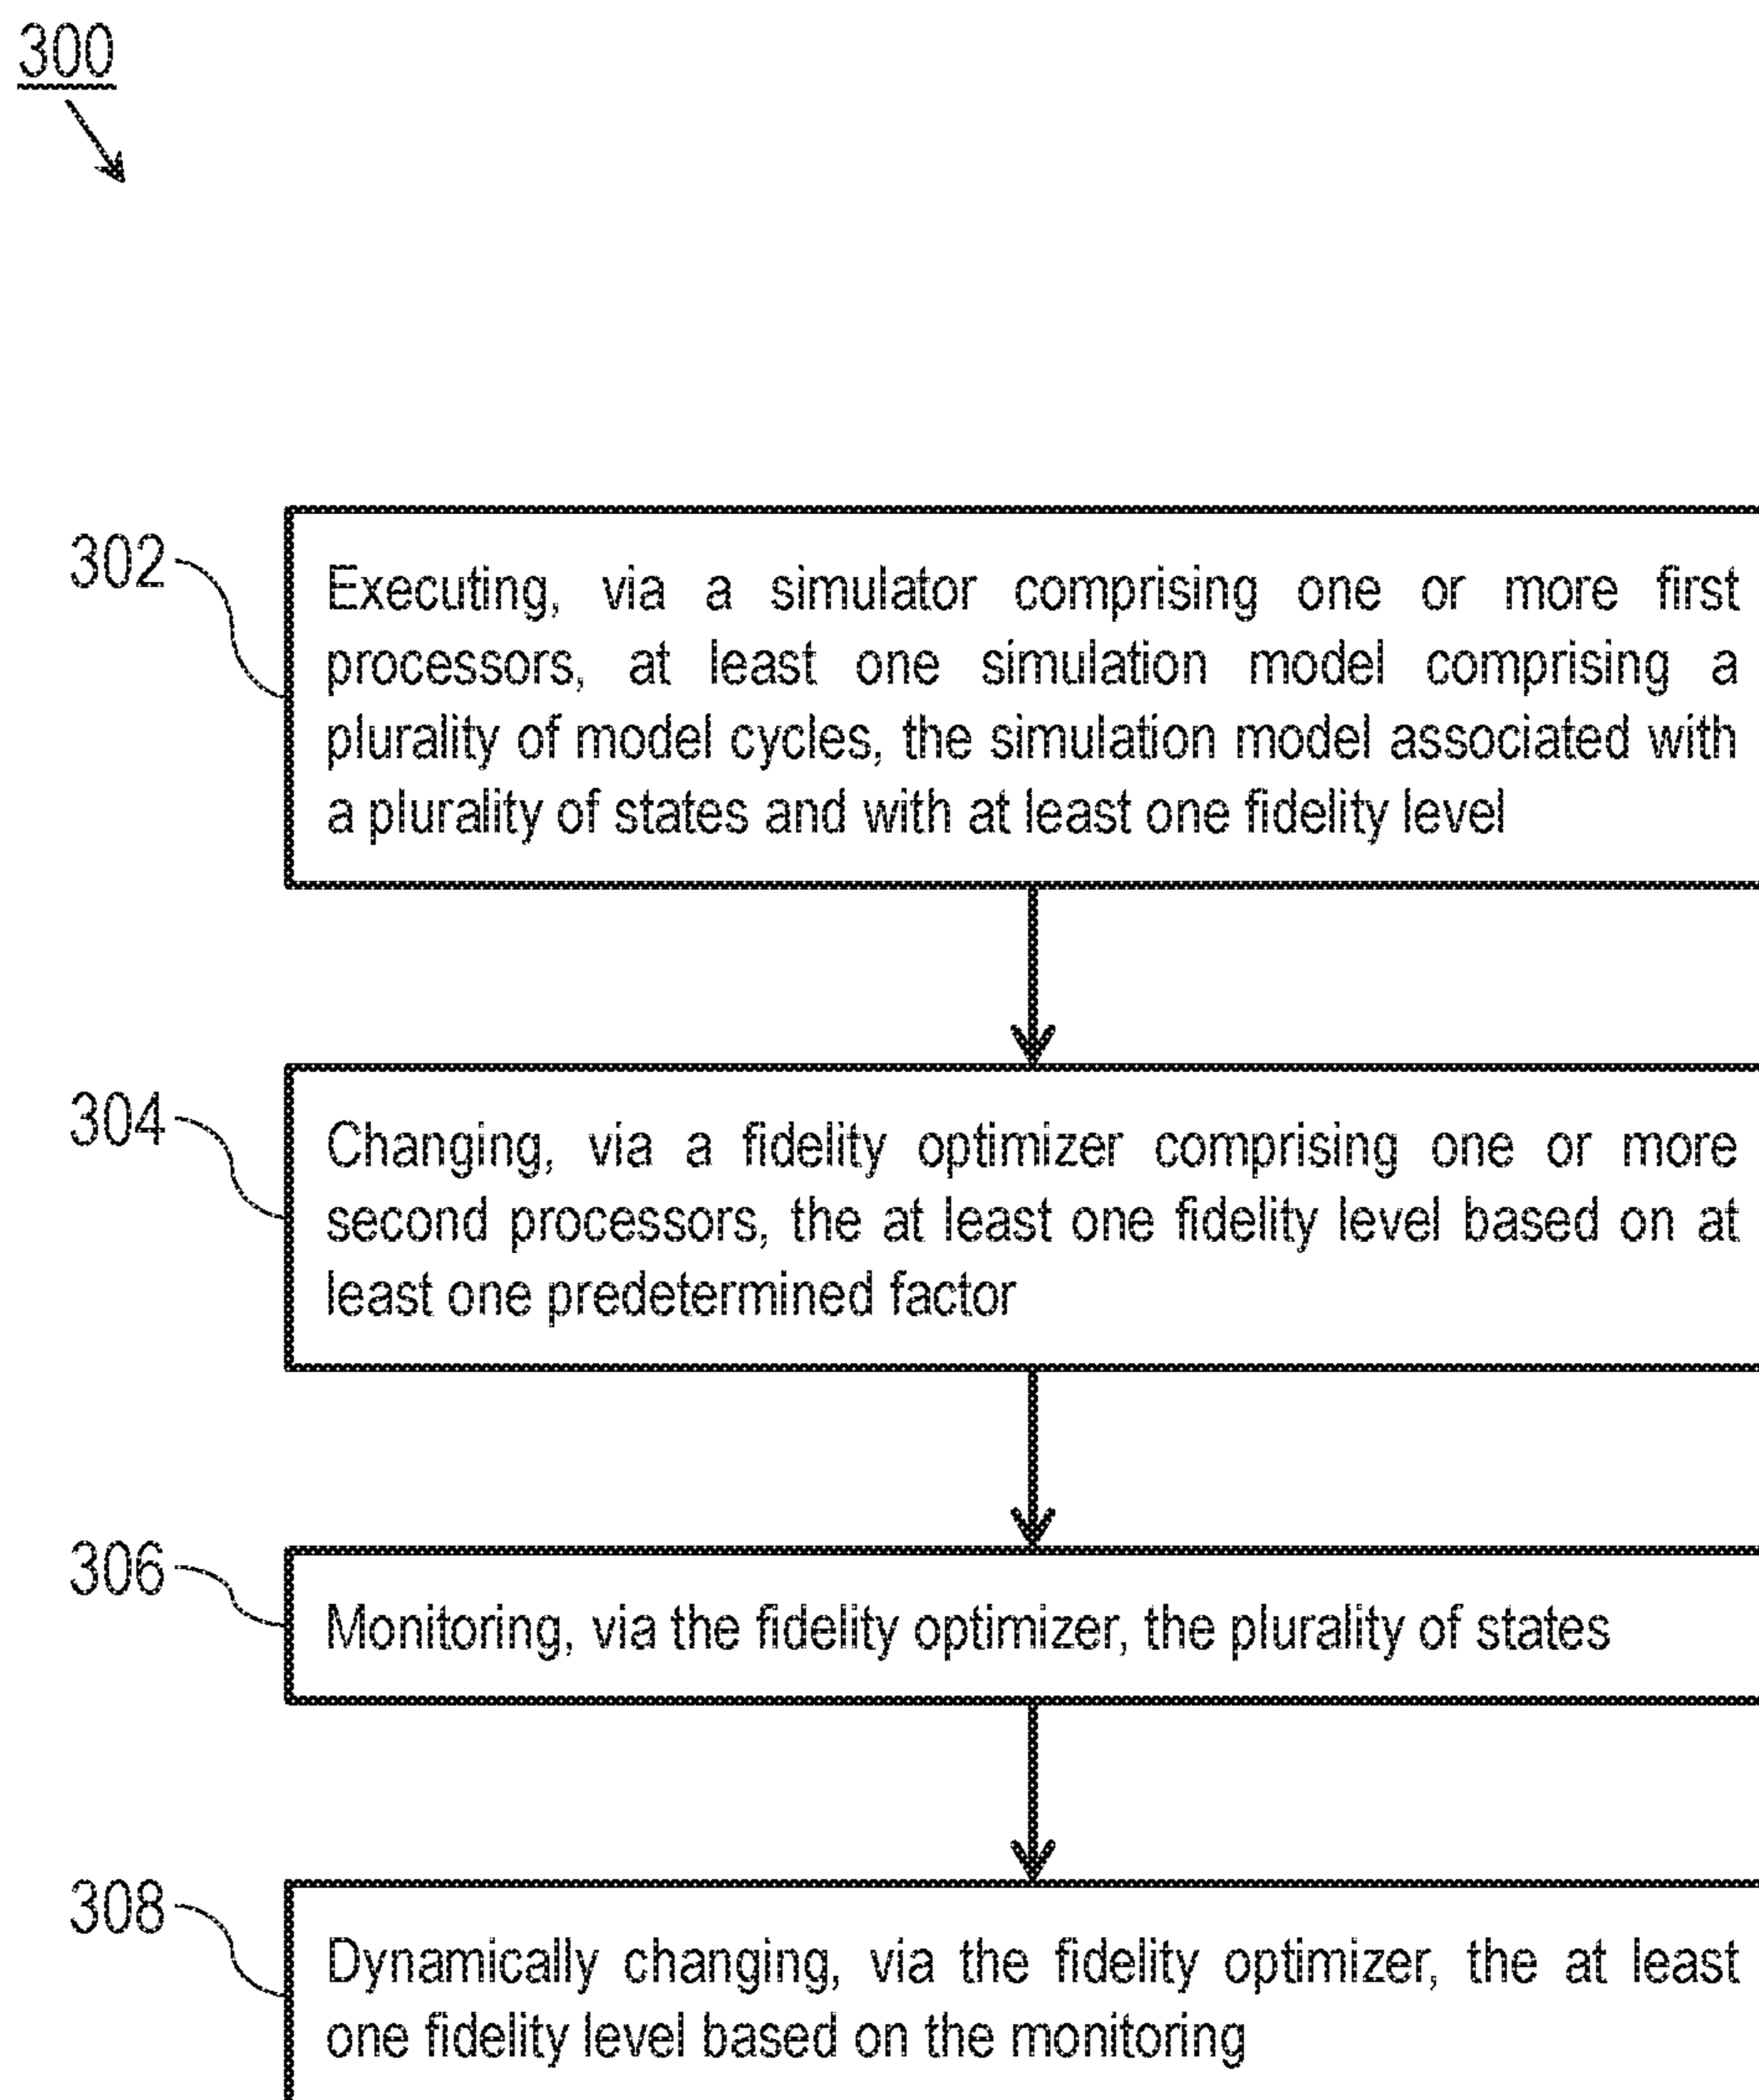 300
302
Executing, via a simulator comprising one or more first
processors, at least one simulation model comprising a
plurality of model cycles, the simulation model associated with
a plurality of states and with at least one fidelity level
304
Changing, via a fidelity optimizer comprising one or more
second processors, the at least one fidelity level based on at
least one predetermined factor
306
Monitoring, via the fidelity optimizer, the plurality of states
308
Dynamically changing, via the fidelity optimizer, the at least
one fidelity level based on the monitoring